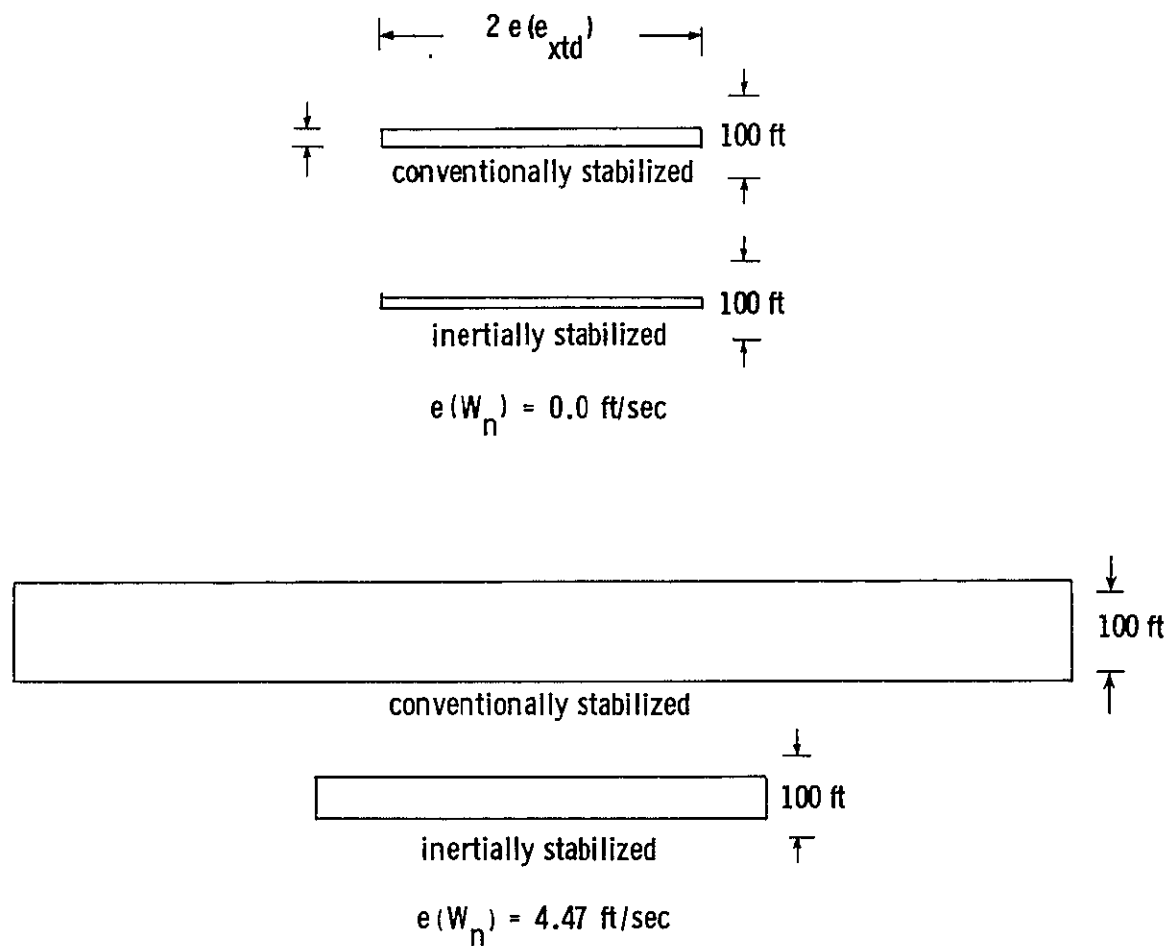 2 e(e_xtd)
100 ft
conventionally stabilized
100 ft
inertially stabilized
e(W_n) = 0.0 ft/sec
100 ft
conventionally stabilized
100 ft
inertially stabilized
e(W_n) = 4.47 ft/sec